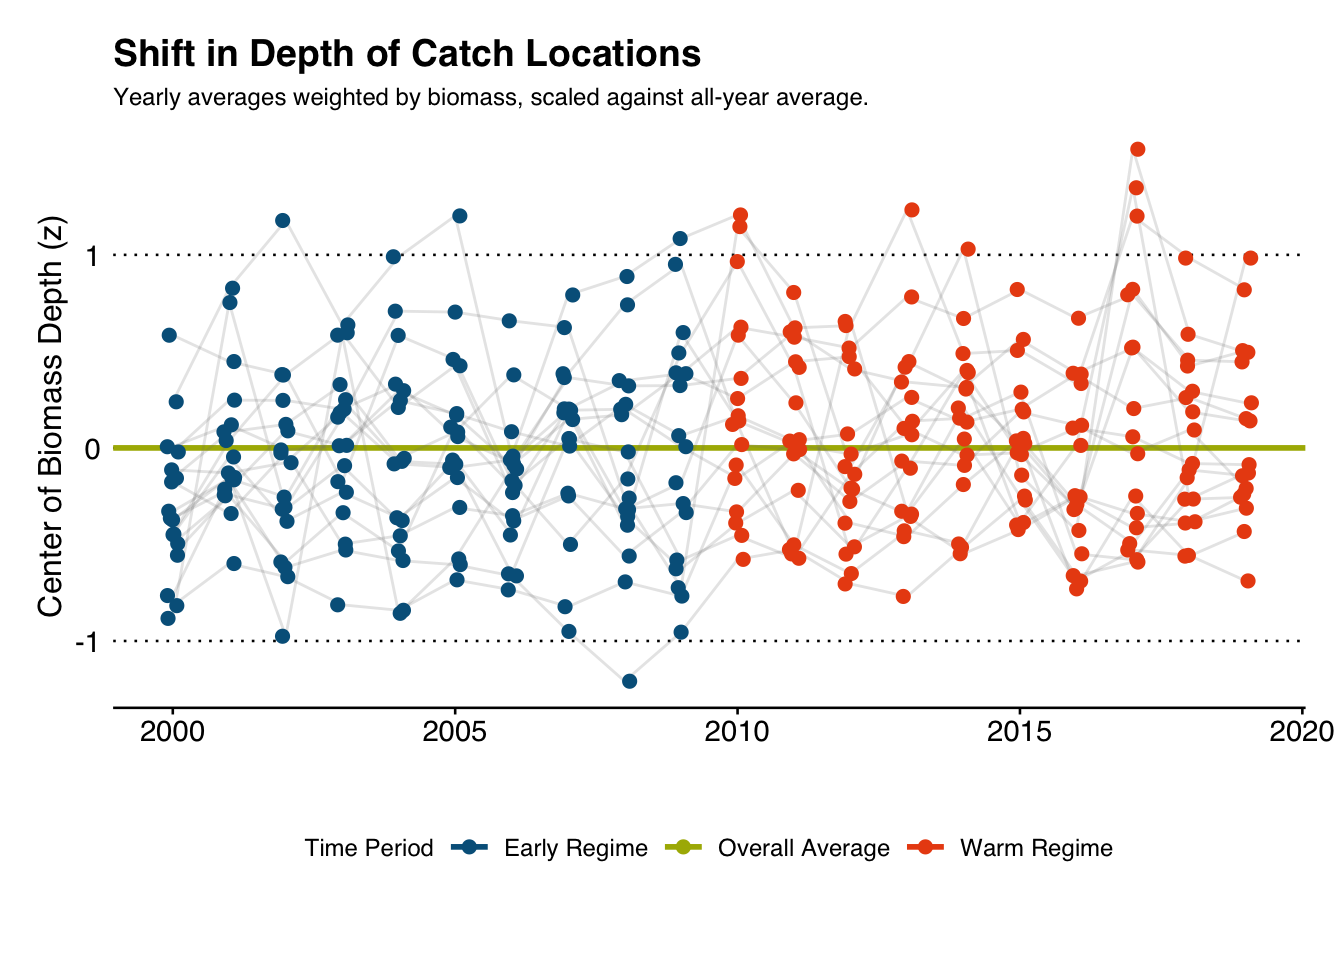 Shift in Depth of Catch Locations
Yearly averages weighted by biomass, scaled against all-year average.
Center of Biomass Depth (z)
1
0
-1
2000 2005 2010 2015 2020
Time Period Early Regime Overall Average Warm Regime